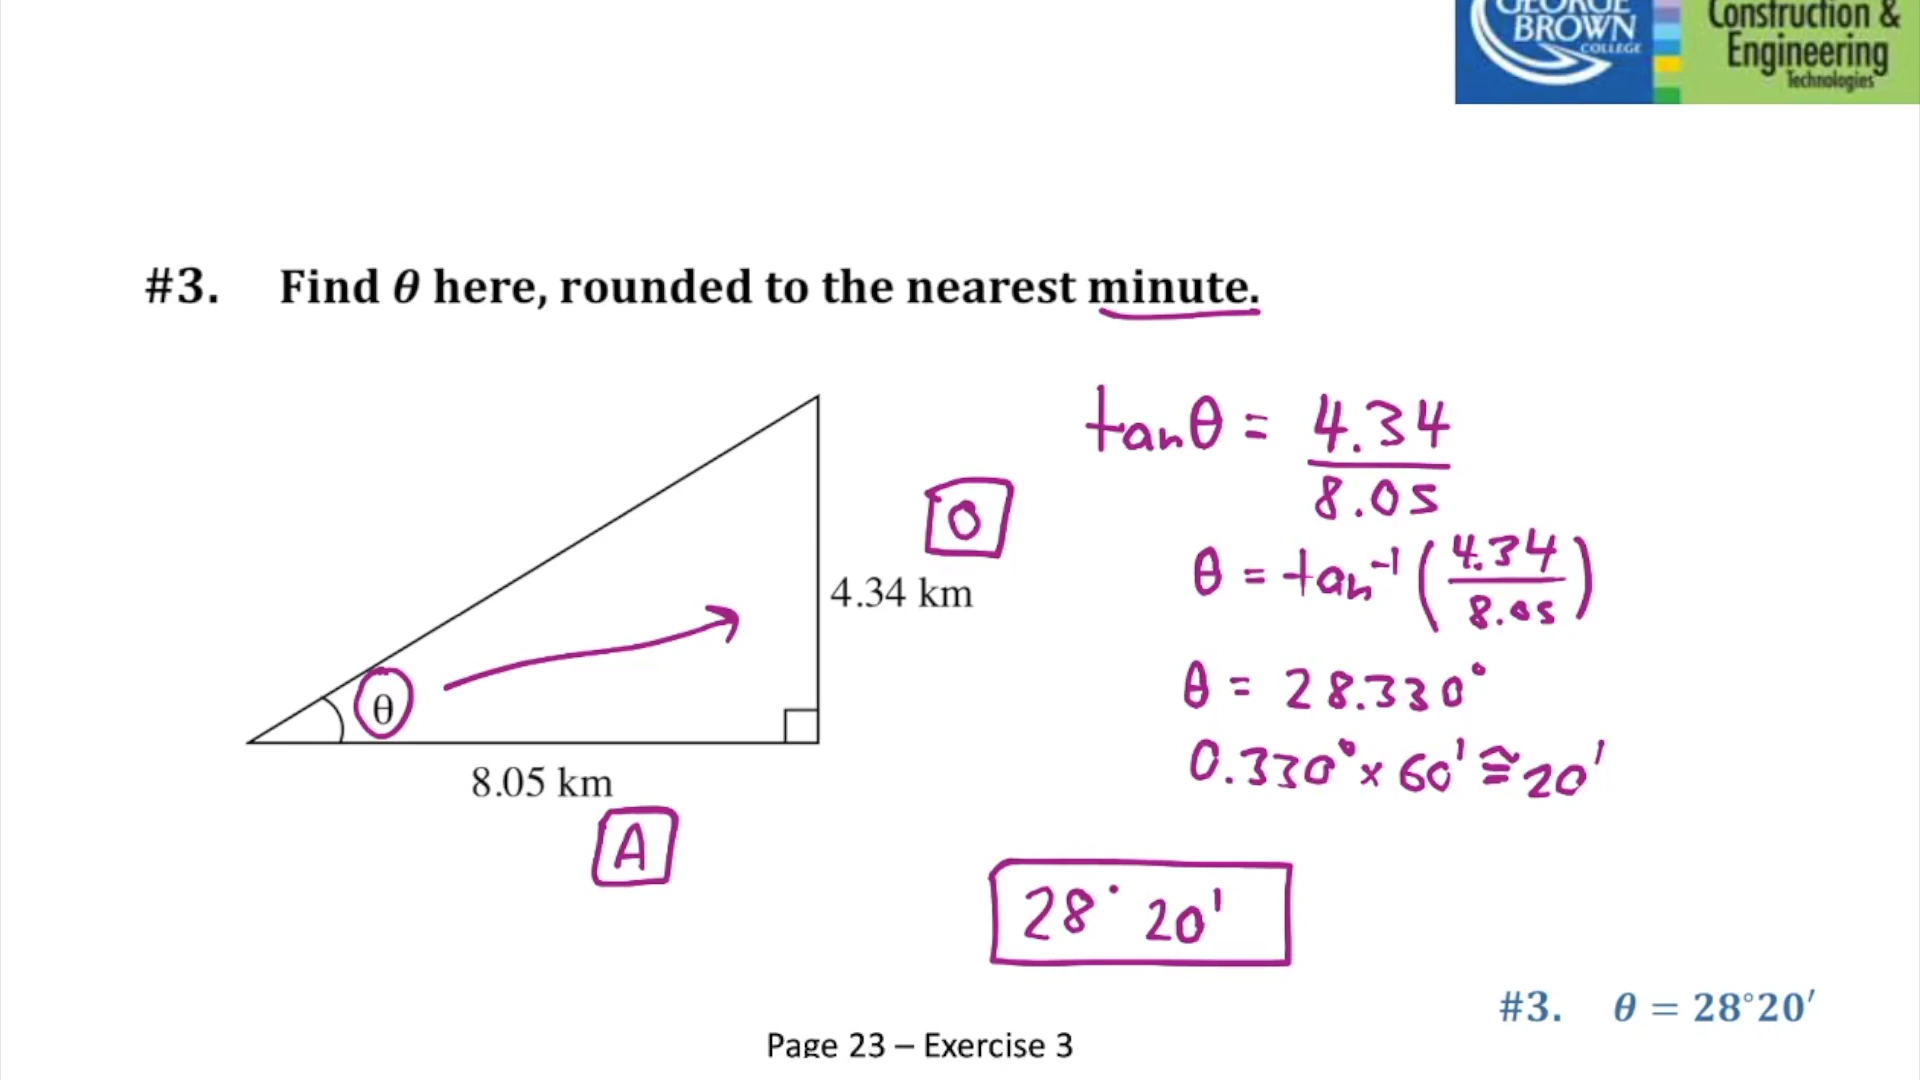 GEORGE
BROWN
COLLEGE
Construction &
Engineering
Technologies
#3. Find θ here, rounded to the nearest minute.
tanθ = 4.34
8.05
O
θ = tan⁻¹(4.34
8.05)
4.34 km
θ
θ = 28.330°
0.330° × 60' ≅ 20'
8.05 km
A
28° 20'
#3. θ = 28°20′
Page 23 – Exercise 3